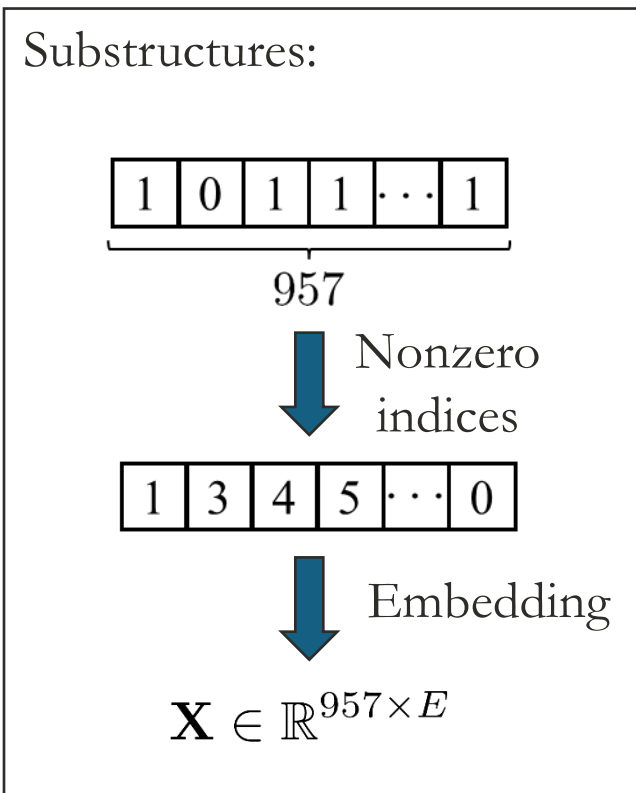 Substructures:
1 0 1 1 ··· 1
957
Nonzero
indices
1 3 4 5 ··· 0
Embedding
𝐗 ∈ ℝ^{957×E}